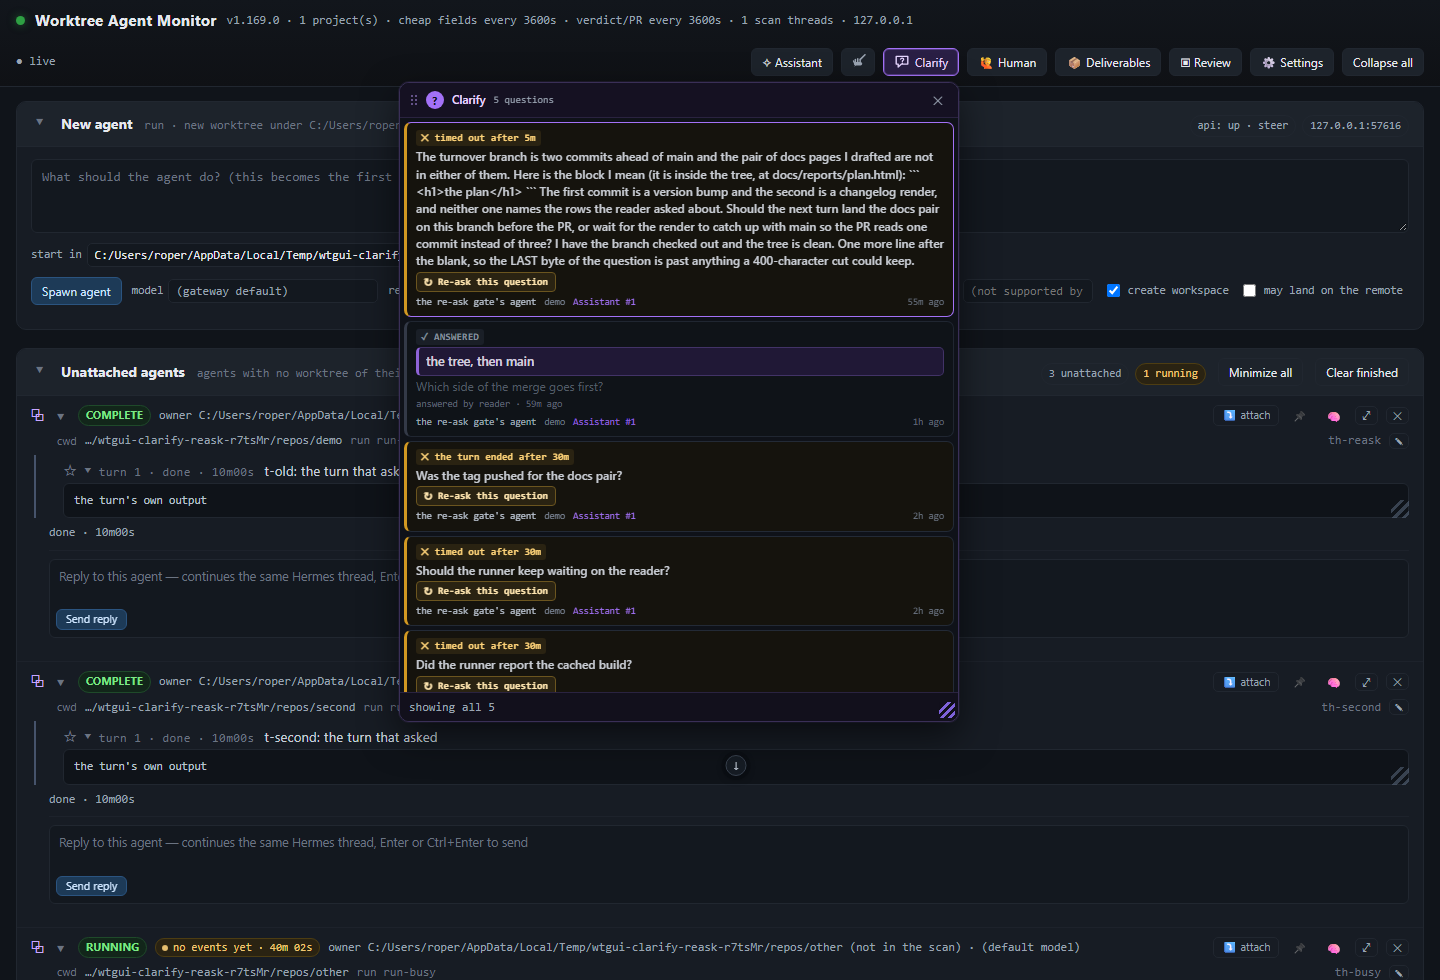 Worktree Agent Monitor v1.169.0 · 1 project(s) · cheap fields every 3600s · verdict/PR every 3600s · 1 scan threads · 127.0.0.1
live
Assistant
Clarify
Human
Deliverables
Review
Settings
Collapse all
New agent run · new worktree under C:/Users/roper
api: up · steer 127.0.0.1:57616
What should the agent do? (this becomes the first
start in C:/Users/roper/AppData/Local/Temp/wtgui-clarif
Spawn agent model (gateway default) re
(not supported by create workspace may land on the remote
Clarify 5 questions
✕ timed out after 5m
The turnover branch is two commits ahead of main and the pair of docs pages I drafted are not
in either of them. Here is the block I mean (it is inside the tree, at docs/reports/plan.html): ```
<h1>the plan</h1> ``` The first commit is a version bump and the second is a changelog render,
and neither one names the rows the reader asked about. Should the next turn land the docs pair
on this branch before the PR, or wait for the render to catch up with main so the PR reads one
commit instead of three? I have the branch checked out and the tree is clean. One more line after
the blank, so the LAST byte of the question is past anything a 400-character cut could keep.
↻ Re-ask this question
the re-ask gate's agent demo Assistant #1 55m ago
✓ ANSWERED
the tree, then main
Which side of the merge goes first?
answered by reader · 59m ago
the re-ask gate's agent Assistant #1 1h ago
✕ the turn ended after 30m
Was the tag pushed for the docs pair?
↻ Re-ask this question
the re-ask gate's agent demo Assistant #1 2h ago
✕ timed out after 30m
Should the runner keep waiting on the reader?
↻ Re-ask this question
the re-ask gate's agent demo Assistant #1 2h ago
✕ timed out after 30m
Did the runner report the cached build?
↻ Re-ask this question
showing all 5
Unattached agents agents with no worktree of thei
3 unattached 1 running Minimize all Clear finished
COMPLETE owner C:/Users/roper/AppData/Local/Te
attach
cwd …/wtgui-clarify-reask-r7tsMr/repos/demo run run-
th-reask
turn 1 · done · 10m00s t-old: the turn that ask
the turn's own output
done · 10m00s
Reply to this agent — continues the same Hermes thread, Ente
Send reply
COMPLETE owner C:/Users/roper/AppData/Local/Te
attach
cwd …/wtgui-clarify-reask-r7tsMr/repos/second run r
th-second
turn 1 · done · 10m00s t-second: the turn that asked
the turn's own output
↓
done · 10m00s
Reply to this agent — continues the same Hermes thread, Enter or Ctrl+Enter to send
Send reply
RUNNING no events yet · 40m 02s owner C:/Users/roper/AppData/Local/Temp/wtgui-clarify-reask-r7tsMr/repos/other (not in the scan) · (default model)
attach
cwd …/wtgui-clarify-reask-r7tsMr/repos/other run run-busy
th-busy